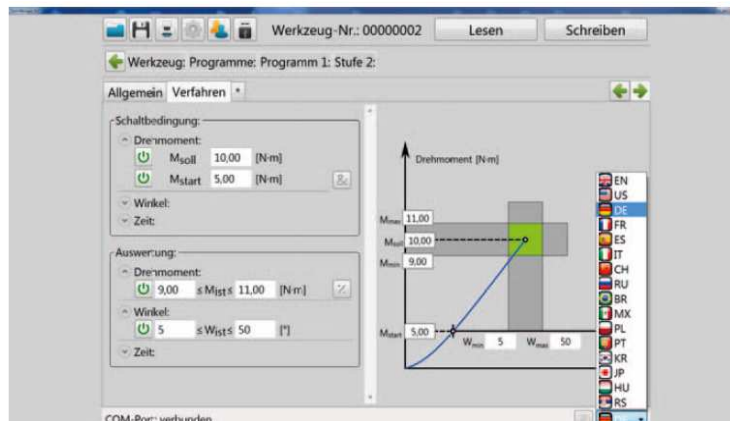 Werkzeug-Nr.: 00000002 Lesen Schreiben
Werkzeug: Programme: Programm 1: Stufe 2:
Allgemein Verfahren *
Schaltbedingung:
Drehmoment:
Msoll 10,00 [N·m]
Mstart 5,00 [N·m] &
Winkel:
Zeit:
Auswertung:
Drehmoment:
9,00 ≤Mist≤ 11,00 [N·m]
Winkel:
5 ≤Wist≤ 50 [°]
Zeit:
Drehmoment [N·m]
Mmax 11,00
Msoll 10,00
Mmin 9,00
Mstart 5,00
Wmin 5 Wmax 50
EN
US
DE
FR
ES
IT
CH
RU
BR
MX
PL
PT
KR
JP
HU
RS
COM-Port: verbunden